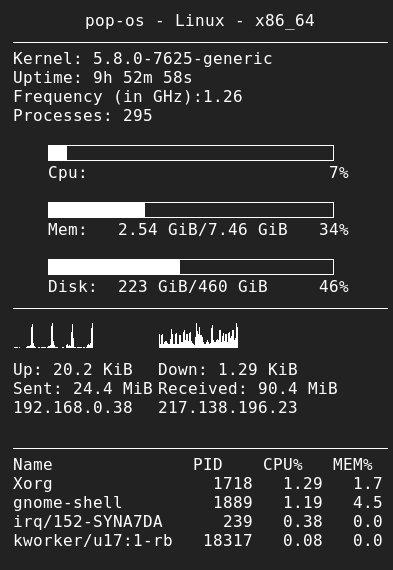 pop-os - Linux - x86_64
Kernel: 5.8.0-7625-generic
Uptime: 9h 52m 58s
Frequency (in GHz):1.26
Processes: 295
Cpu: 7%
Mem: 2.54 GiB/7.46 GiB 34%
Disk: 223 GiB/460 GiB 46%
Up: 20.2 KiB Down: 1.29 KiB
Sent: 24.4 MiB Received: 90.4 MiB
192.168.0.38 217.138.196.23
Name PID CPU% MEM%
Xorg 1718 1.29 1.7
gnome-shell 1889 1.19 4.5
irq/152-SYNA7DA 239 0.38 0.0
kworker/u17:1-rb 18317 0.08 0.0